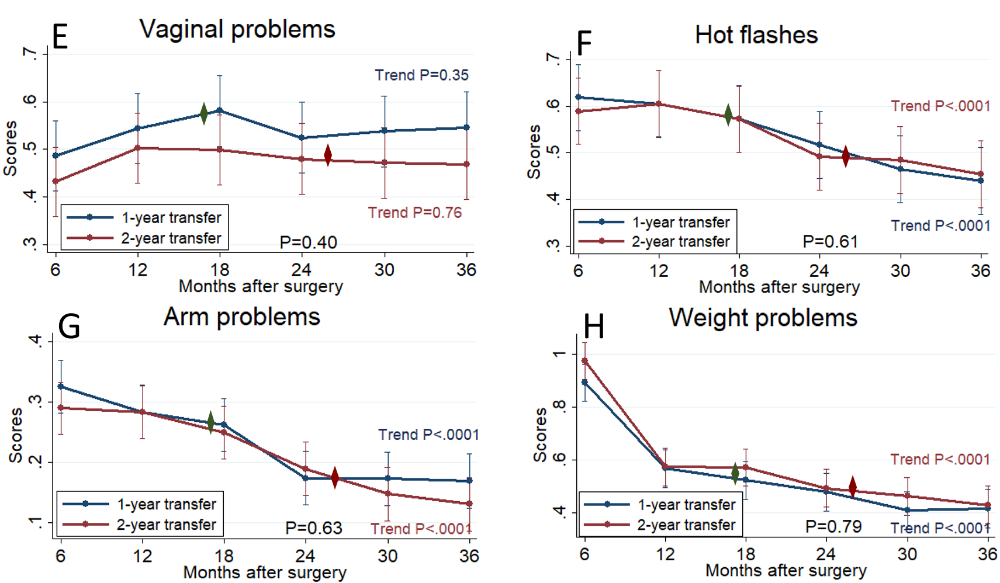 E Vaginal problems
.7
.6
.5
.4
.3
Scores
Trend P=0.35
Trend P=0.76
1-year transfer
2-year transfer
P=0.40
6 12 18 24 30 36
Months after surgery
F Hot flashes
.7
.6
.5
.4
.3
Scores
Trend P<.0001
Trend P<.0001
1-year transfer
2-year transfer
P=0.61
6 12 18 24 30 36
Months after surgery
G Arm problems
.4
.3
.2
.1
Scores
Trend P<.0001
1-year transfer
2-year transfer
P=0.63
Trend P<.0001
6 12 18 24 30 36
Months after surgery
H Weight problems
1
.8
.6
.4
Scores
Trend P<.0001
1-year transfer
2-year transfer
P=0.79
Trend P<.0001
6 12 18 24 30 36
Months after surgery